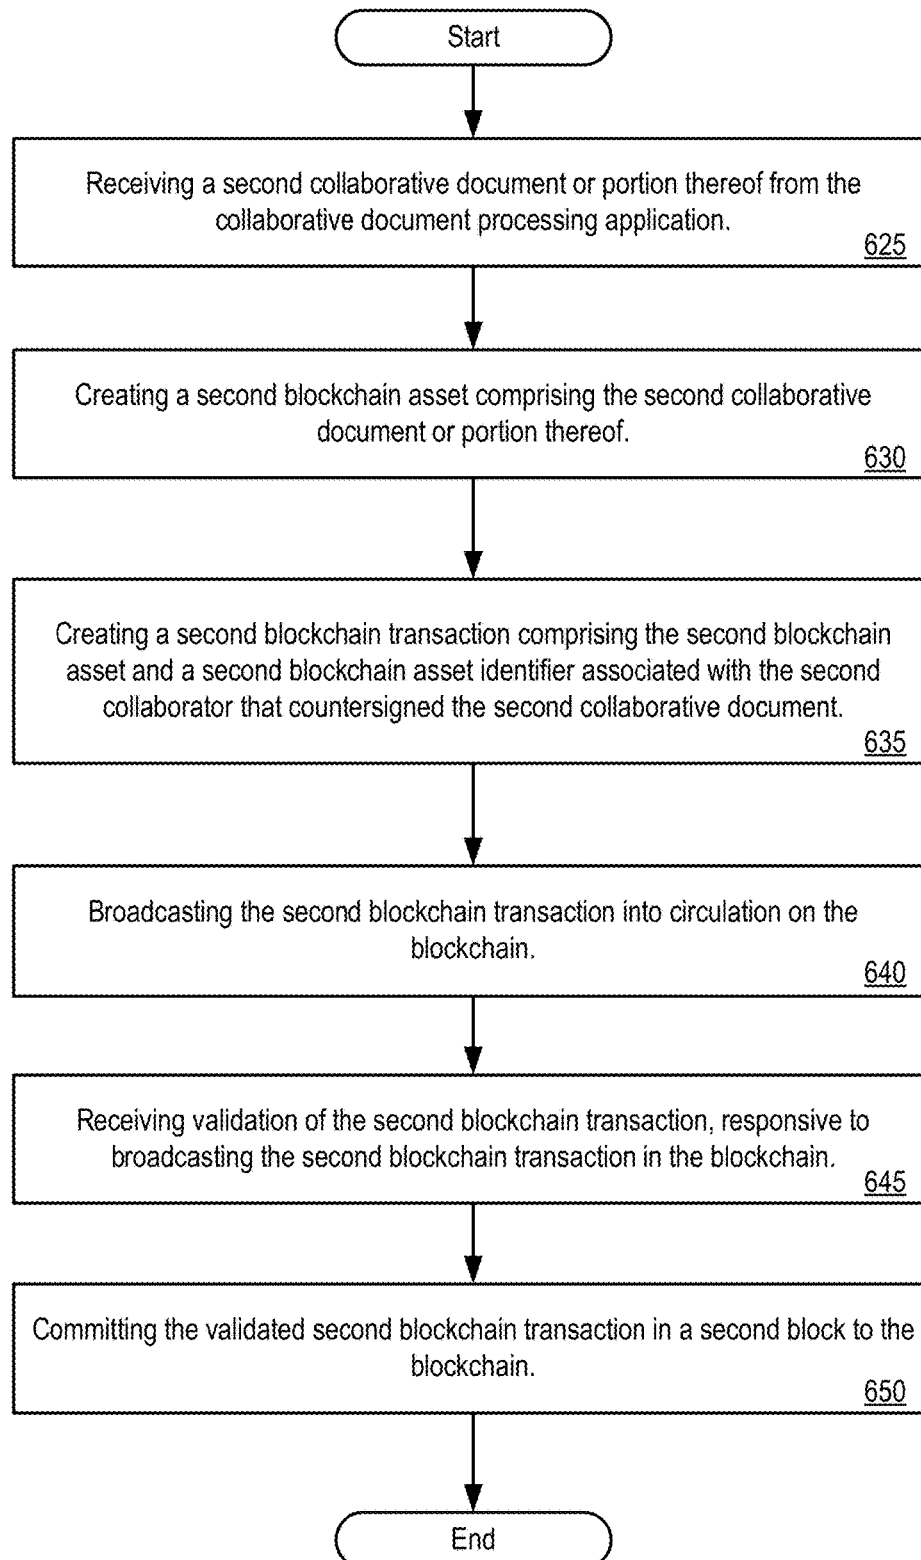 Start
Receiving a second collaborative document or portion thereof from the
collaborative document processing application.
625
Creating a second blockchain asset comprising the second collaborative
document or portion thereof.
630
Creating a second blockchain transaction comprising the second blockchain
asset and a second blockchain asset identifier associated with the second
collaborator that countersigned the second collaborative document.
635
Broadcasting the second blockchain transaction into circulation on the
blockchain.
640
Receiving validation of the second blockchain transaction, responsive to
broadcasting the second blockchain transaction in the blockchain.
645
Committing the validated second blockchain transaction in a second block to the
blockchain.
650
End